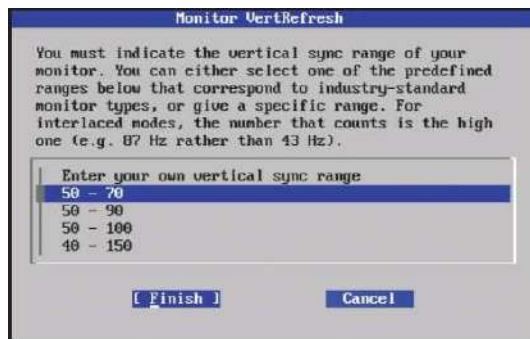 Monitor VertRefresh
You must indicate the vertical sync range of your
monitor. You can either select one of the predefined
ranges below that correspond to industry-standard
monitor types, or give a specific range. For
interlaced modes, the number that counts is the high
one (e.g. 87 Hz rather than 43 Hz).
Enter your own vertical sync range
50 - 70
50 - 90
50 - 100
40 - 150
[ Finish ]
Cancel